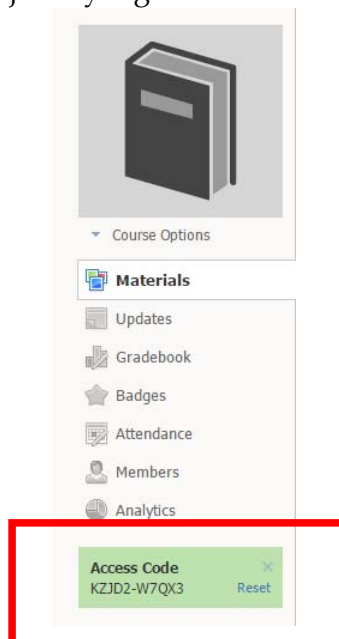 Course Options
Materials
Updates
Gradebook
Badges
Attendance
Members
Analytics
Access Code
KZJD2-W7QX3 Reset